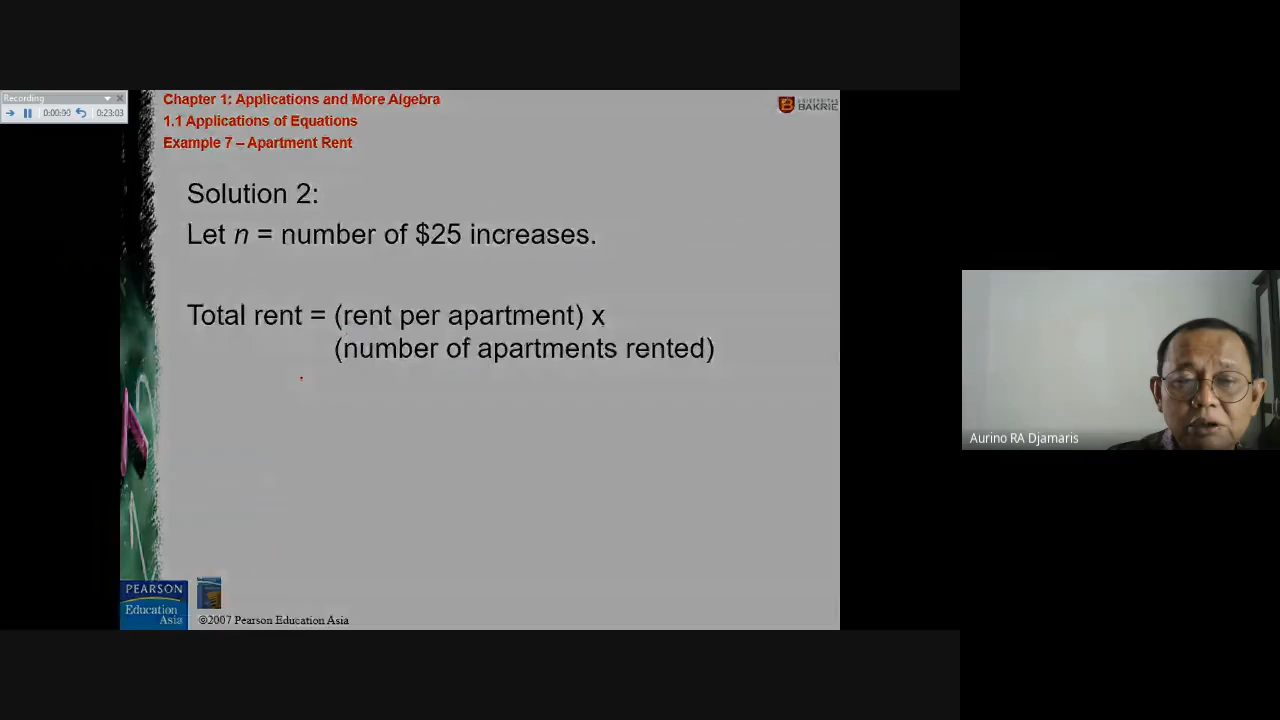 Recording
0:00:00
0:23:03
Chapter 1: Applications and More Algebra
1.1 Applications of Equations
Example 7 – Apartment Rent
UNIVERSITAS
BAKRIE
Solution 2:
Let n = number of $25 increases.
Total rent = (rent per apartment) x
(number of apartments rented)
Aurino RA Djamaris
PEARSON
Education
Asia
©2007 Pearson Education Asia